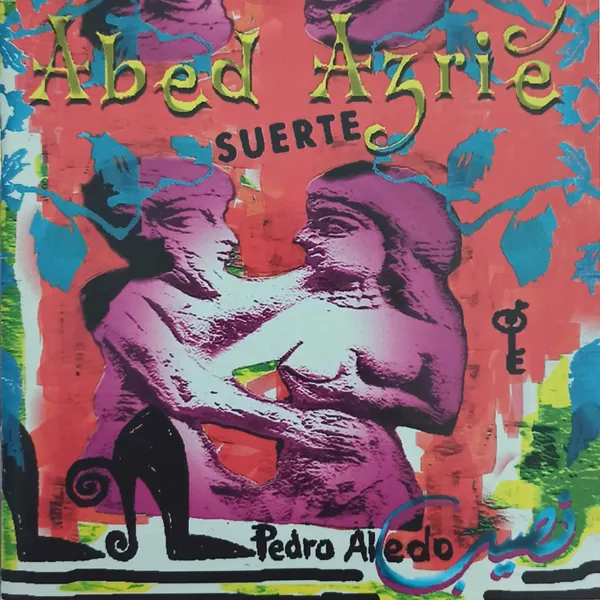 Abed Azrie
SUERTE
Pedro Aledo
نصيب